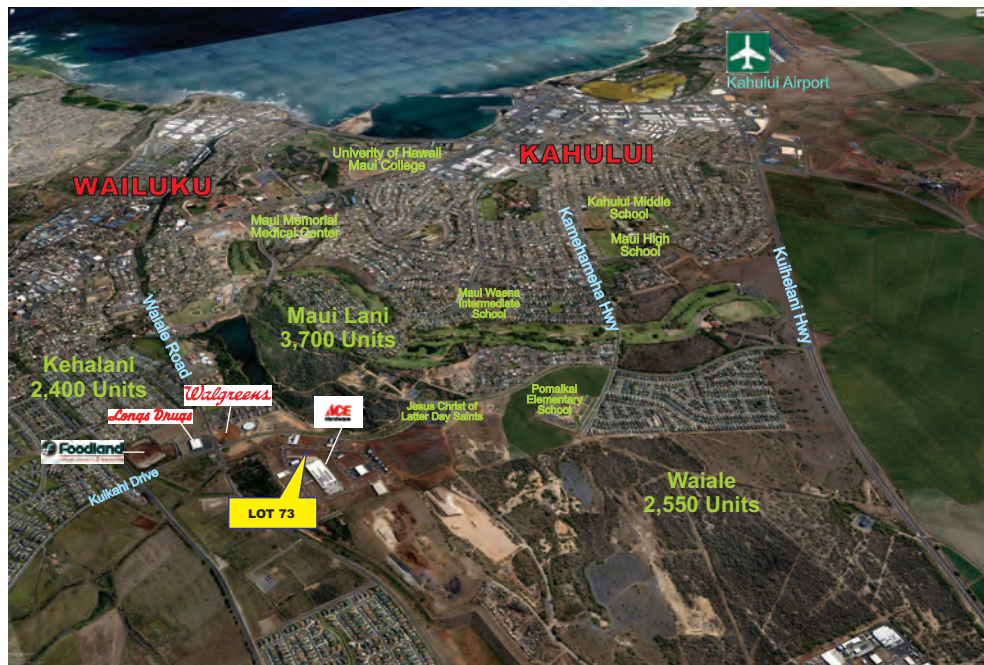 Kahului Airport
Univerity of Hawaii
Maui College
KAHULUI
WAILUKU
Kahului Middle
School
Maui Memorial
Medical Center
Maui High
School
Kamehameha Hwy
Kuihelani Hwy
Maui Waena
Intermediate
School
Waiale Road
Maui Lani
3,700 Units
Kehalani
2,400 Units
Walgreens
Longs Drugs
ACE
Hardware
Jesus Christ of
Latter Day Saints
Pomaikai
Elementary
School
Foodland
Kuikahi Drive
Waiale
2,550 Units
LOT 73